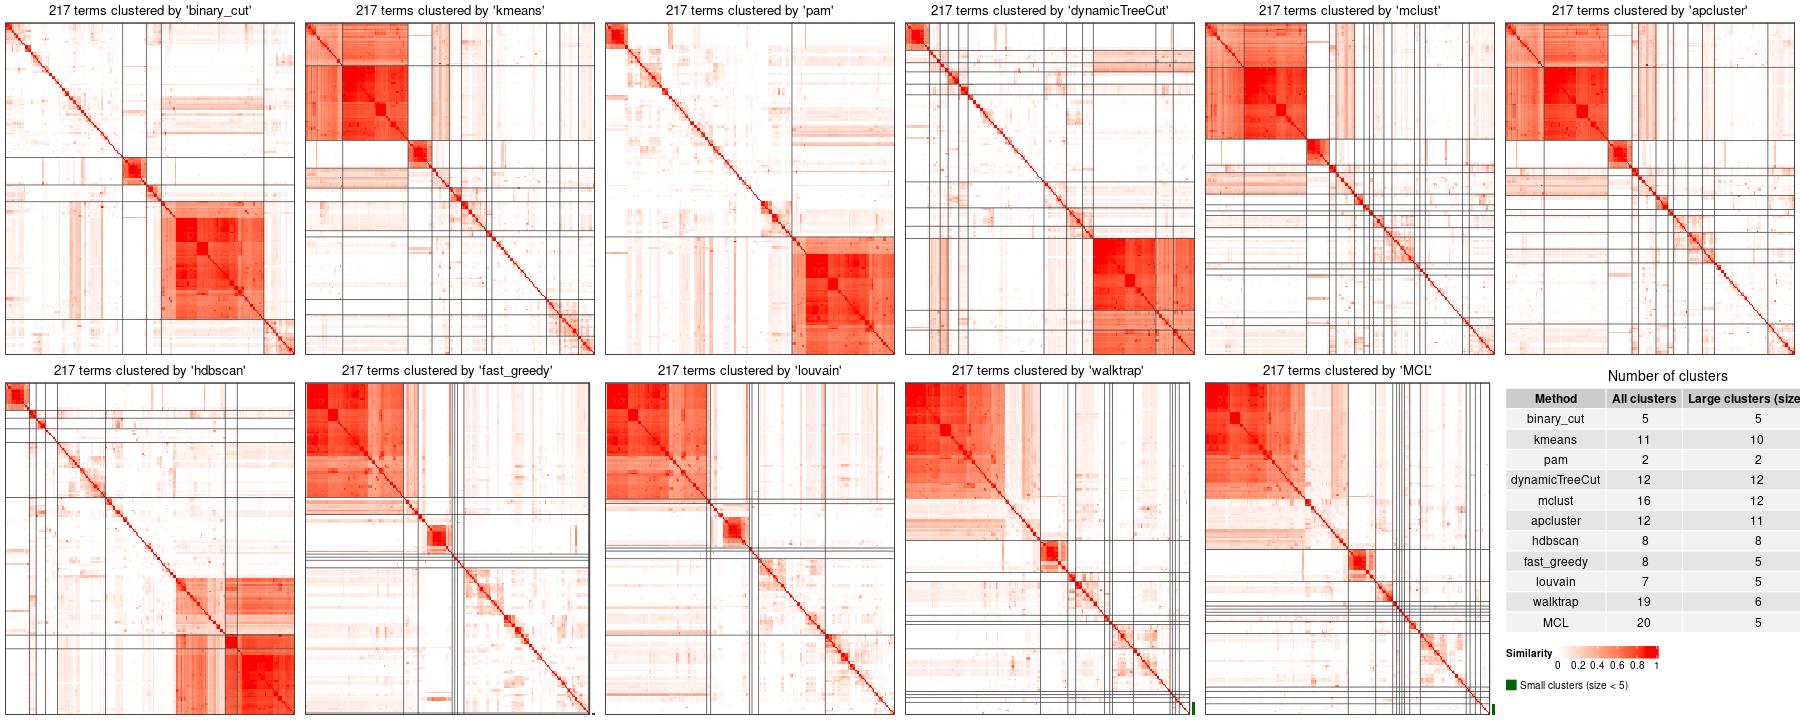 217 terms clustered by 'binary_cut'
217 terms clustered by 'kmeans'
217 terms clustered by 'pam'
217 terms clustered by 'dynamicTreeCut'
217 terms clustered by 'mclust'
217 terms clustered by 'apcluster'
217 terms clustered by 'hdbscan'
217 terms clustered by 'fast_greedy'
217 terms clustered by 'louvain'
217 terms clustered by 'walktrap'
217 terms clustered by 'MCL'
Number of clusters
Method All clusters Large clusters (size
binary_cut 5 5
kmeans 11 10
pam 2 2
dynamicTreeCut 12 12
mclust 16 12
apcluster 12 11
hdbscan 8 8
fast_greedy 8 5
louvain 7 5
walktrap 19 6
MCL 20 5
Similarity
0 0.2 0.4 0.6 0.8 1
Small clusters (size < 5)